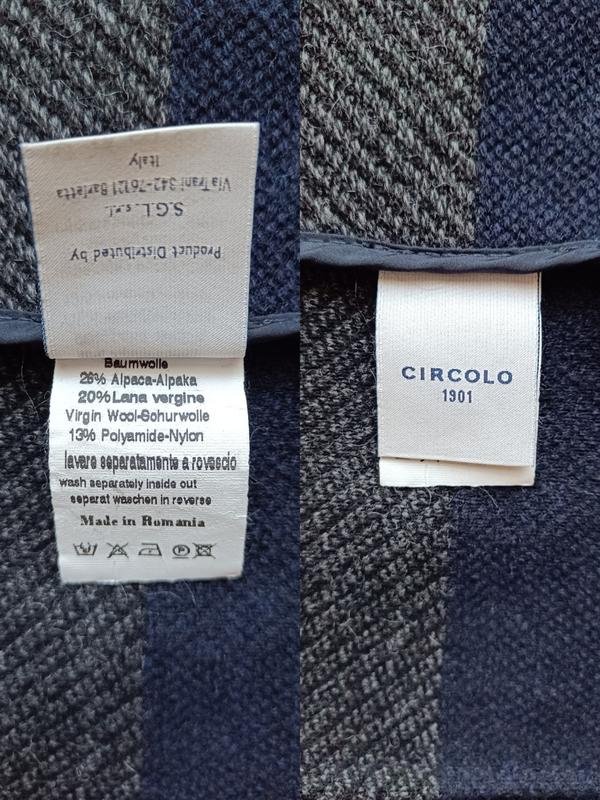 Product Distributed by
S.G.I. s.r.l.
Via Trani 342-76121 Barletta
Italy
Baumwolle
26% Alpaca-Alpaka
20%Lana vergine
Virgin Wool-Schurwolle
13% Polyamide-Nylon
lavare separatamente a rovescio
wash separately inside out
separat waschen in reverse
Made in Romania
CIRCOLO
1901